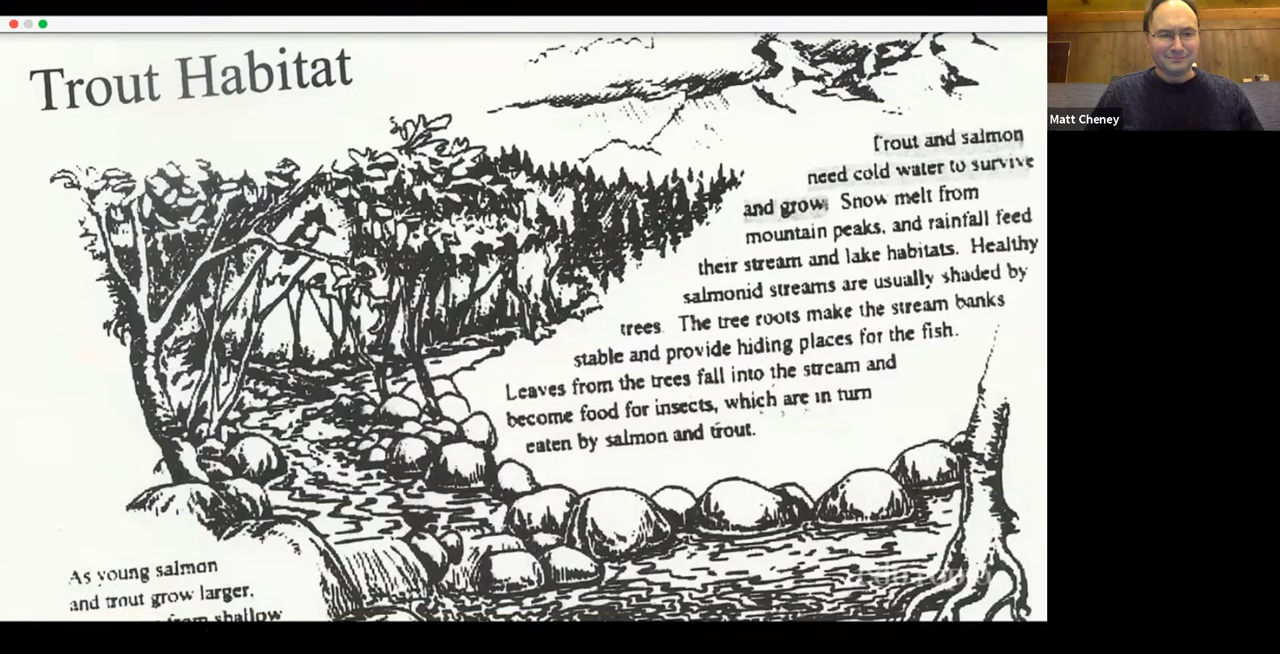 Trout Habitat
Matt Cheney
Trout and salmon
need cold water to survive
and grow. Snow melt from
mountain peaks, and rainfall feed
their stream and lake habitats. Healthy
salmonid streams are usually shaded by
trees. The tree roots make the stream banks
stable and provide hiding places for the fish.
Leaves from the trees fall into the stream and
become food for insects, which are in turn
eaten by salmon and trout.
As young salmon
and trout grow larger,
from shallow